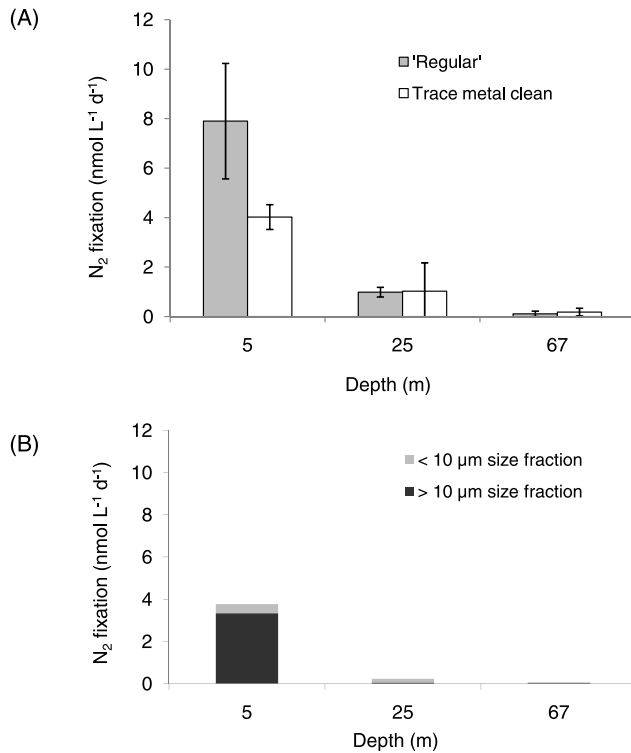 (A)
12
10
8
6
4
2
0
N₂ fixation (nmol L⁻¹ d⁻¹)
'Regular'
Trace metal clean
5 25 67
Depth (m)
(B)
12
10
8
6
4
2
0
N₂ fixation (nmol L⁻¹ d⁻¹)
< 10 µm size fraction
> 10 µm size fraction
5 25 67
Depth (m)